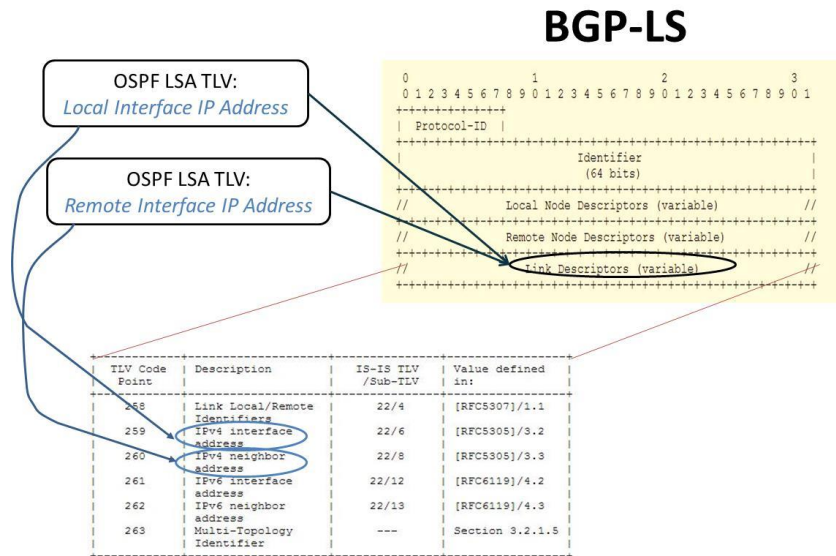 BGP-LS
OSPF LSA TLV:
Local Interface IP Address
OSPF LSA TLV:
Remote Interface IP Address
0 1 2 3
0 1 2 3 4 5 6 7 8 9 0 1 2 3 4 5 6 7 8 9 0 1 2 3 4 5 6 7 8 9 0 1
+-+-+-+-+-+-+-+-+
| Protocol-ID |
+-+-+-+-+-+-+-+-+-+-+-+-+-+-+-+-+-+-+-+-+-+-+-+-+-+-+-+-+-+-+-+-+
| Identifier |
| (64 bits) |
+-+-+-+-+-+-+-+-+-+-+-+-+-+-+-+-+-+-+-+-+-+-+-+-+-+-+-+-+-+-+-+-+
// Local Node Descriptors (variable) //
+-+-+-+-+-+-+-+-+-+-+-+-+-+-+-+-+-+-+-+-+-+-+-+-+-+-+-+-+-+-+-+-+
// Remote Node Descriptors (variable) //
+-+-+-+-+-+-+-+-+-+-+-+-+-+-+-+-+-+-+-+-+-+-+-+-+-+-+-+-+-+-+-+-+
// Link Descriptors (variable) //
+-+-+-+-+-+-+-+-+-+-+-+-+-+-+-+-+-+-+-+-+-+-+-+-+-+-+-+-+-+-+-+-+
+-----------+---------------------+--------------+------------------+
| TLV Code | Description | IS-IS TLV | Value defined |
| Point | | /Sub-TLV | in: |
+-----------+---------------------+--------------+------------------+
| 258 | Link Local/Remote | 22/4 | [RFC5307]/1.1 |
| | Identifiers | | |
| 259 | IPv4 interface | 22/6 | [RFC5305]/3.2 |
| | address | | |
| 260 | IPv4 neighbor | 22/8 | [RFC5305]/3.3 |
| | address | | |
| 261 | IPv6 interface | 22/12 | [RFC6119]/4.2 |
| | address | | |
| 262 | IPv6 neighbor | 22/13 | [RFC6119]/4.3 |
| | address | | |
| 263 | Multi-Topology | --- | Section 3.2.1.5 |
| | Identifier | | |
+-----------+---------------------+--------------+------------------+